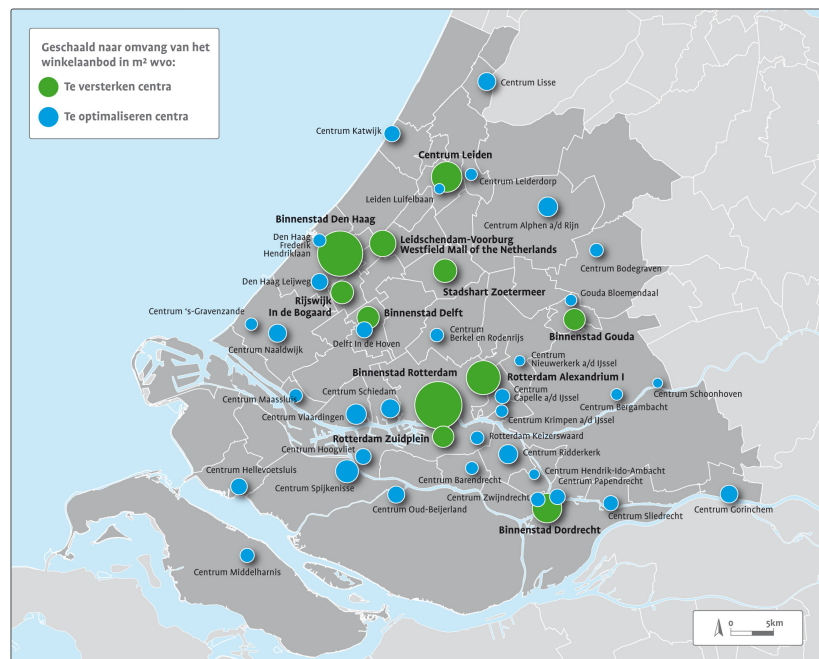 Geschaald naar omvang van het
winkelaanbod in m² wvo:
Te versterken centra
Te optimaliseren centra
Centrum Lisse
Centrum Katwijk
Centrum Leiden
Centrum Leiderdorp
Leiden Luifelbaan
Centrum Alphen a/d Rijn
Binnenstad Den Haag
Den Haag
Frederik
Hendriklaan
Leidschendam-Voorburg
Westfield Mall of the Netherlands
Centrum Bodegraven
Den Haag Leijweg
Stadshart Zoetermeer
Gouda Bloemendaal
Rijswijk
In de Bogaard
Centrum 's-Gravenzande
Binnenstad Delft
Centrum Naaldwijk
Delft In de Hoven
Centrum
Berkel en Rodenrijs
Binnenstad Gouda
Centrum
Nieuwerkerk a/d IJssel
Binnenstad Rotterdam
Rotterdam Alexandrium I
Centrum Schoonhoven
Centrum Maassluis
Centrum Schiedam
Centrum
Capelle a/d IJssel
Centrum Bergambacht
Centrum Vlaardingen
Centrum Krimpen a/d IJssel
Rotterdam Zuidplein
Rotterdam Keizerswaard
Centrum Hoogvliet
Centrum Ridderkerk
Centrum Hellevoetsluis
Centrum Spijkenisse
Centrum Barendrecht
Centrum Hendrik-Ido-Ambacht
Centrum Papendrecht
Centrum Zwijndrecht
Centrum Oud-Beijerland
Centrum Sliedrecht
Centrum Gorinchem
Binnenstad Dordrecht
Centrum Middelharnis
0 5km